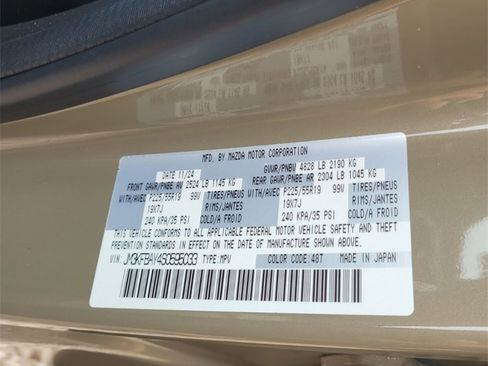 MFD. BY MAZDA MOTOR CORPORATION
DATE 11/24 GVWR/PNBV 4828 LB 2190 KG
FRONT GAWR/PNBE AV 2524 LB 1145 KG REAR GAWR/PNBE AR 2304 LB 1045 KG
WITH/AVEC P225/55R19 99V TIRES/PNEUS WITH/AVEC P225/55R19 99V TIRES/PNEUS
19X7J RIMS/JANTES 19X7J RIMS/JANTES
240 KPA/35 PSI COLD/A FROID 240 KPA/35 PSI COLD/A FROID
THIS VEHICLE CONFORMS TO ALL APPLICABLE FEDERAL MOTOR VEHICLE SAFETY AND THEFT
PREVENTION STANDARDS IN EFFECT ON THE DATE OF MANUFACTURE SHOWN ABOVE.
VIN: JM3KFBAY4S0595033 TYPE:MPV COLOR CODE:48T MADE IN JAPAN